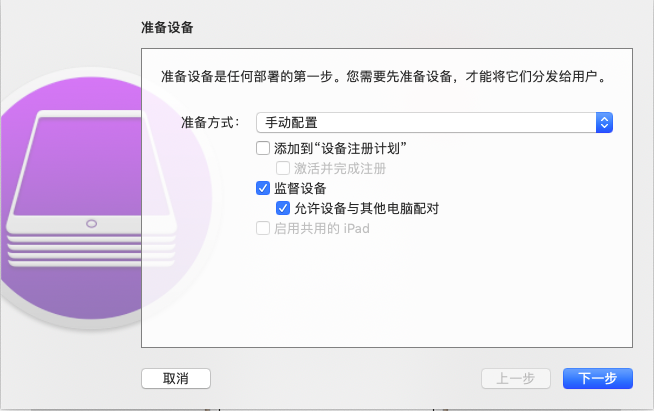 准备设备
准备设备是任何部署的第一步。您需要先准备设备，才能将它们分发给用户。
准备方式： 手动配置
添加到“设备注册计划”
激活并完成注册
监督设备
允许设备与其他电脑配对
启用共用的 iPad
取消 上一步 下一步